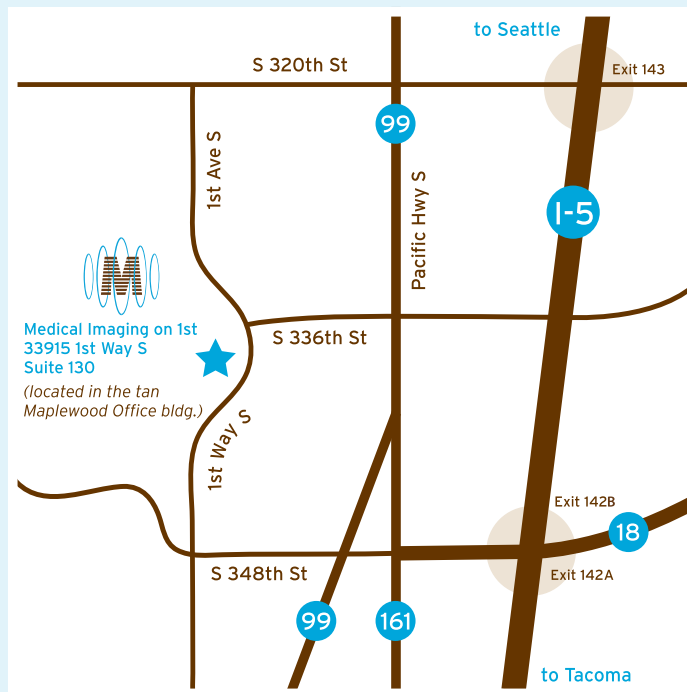 to Seattle
S 320th St
Exit 143
99
1st Ave S
Pacific Hwy S
I-5
M
Medical Imaging on 1st
33915 1st Way S
Suite 130
(located in the tan
Maplewood Office bldg.)
S 336th St
1st Way S
Exit 142B
18
S 348th St
Exit 142A
99
161
to Tacoma